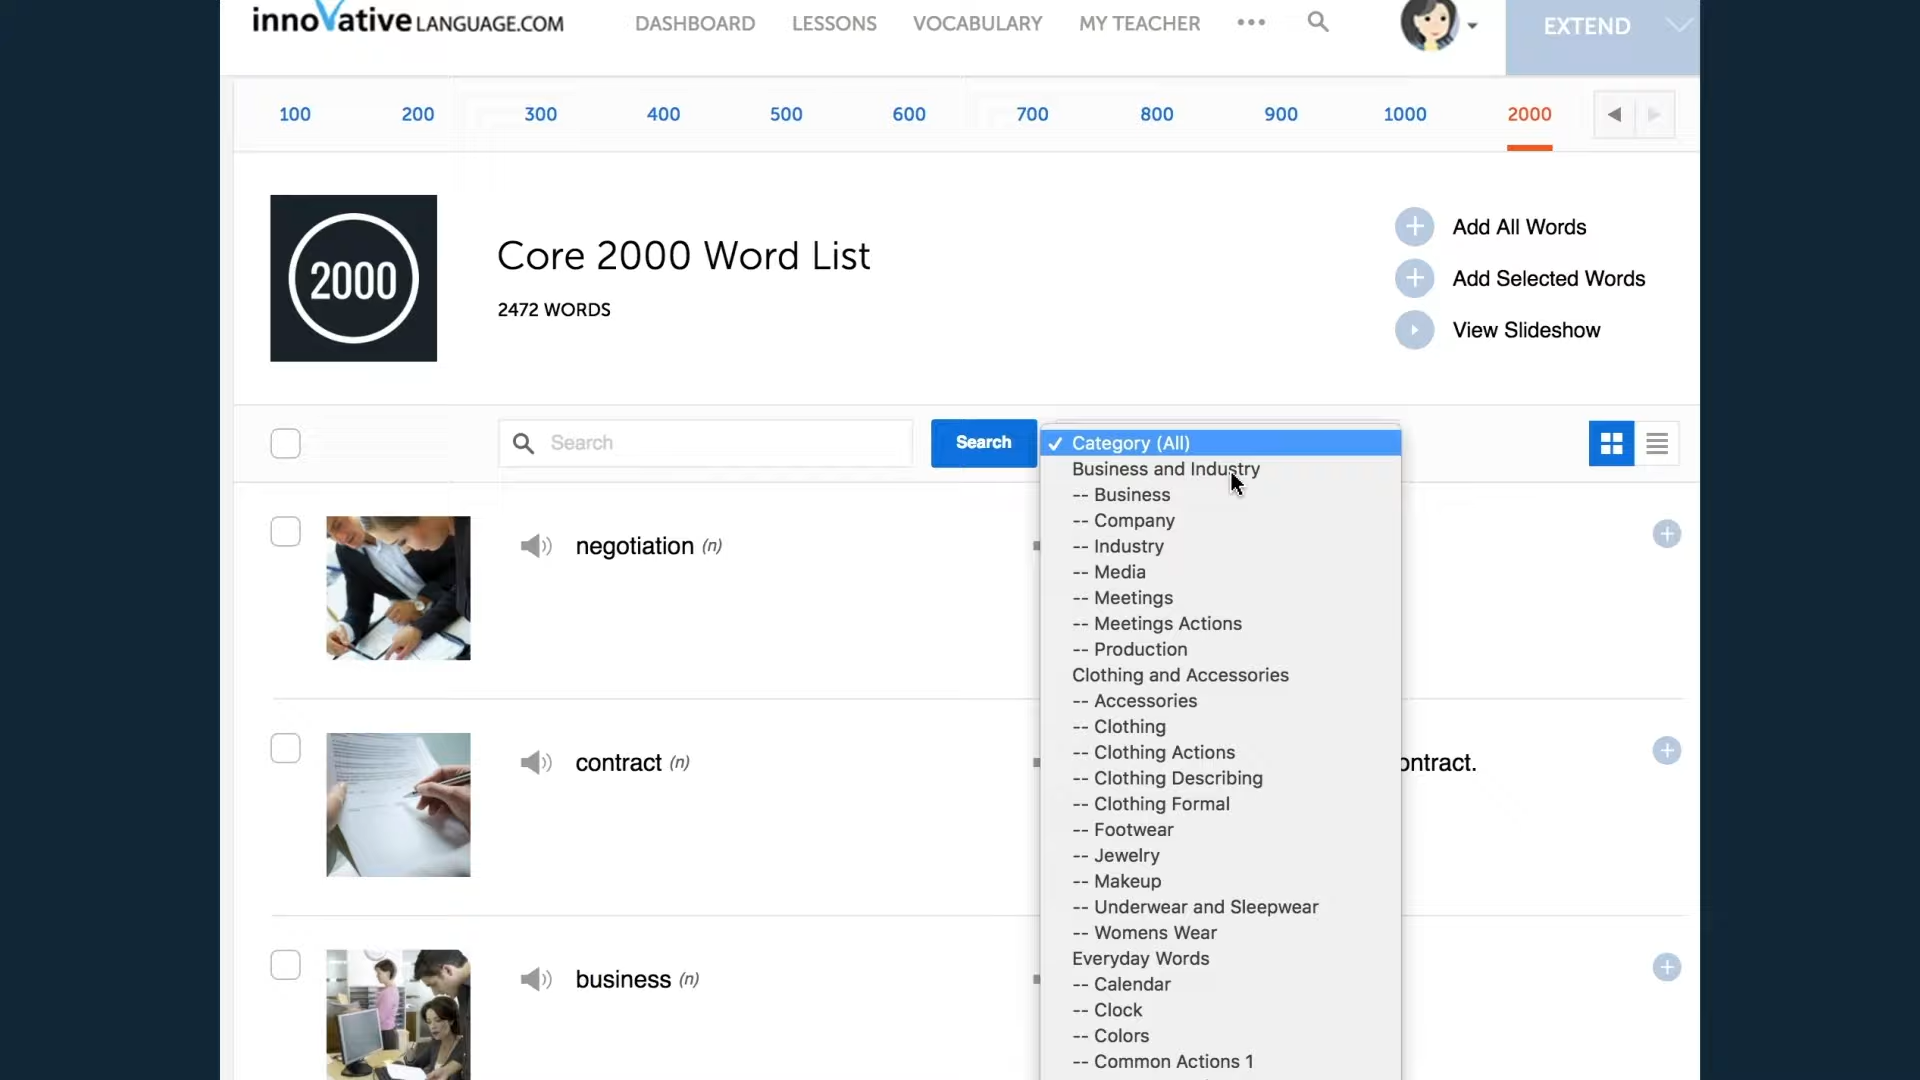 innoVative LANGUAGE.COM
DASHBOARD LESSONS VOCABULARY MY TEACHER ••• EXTEND
100 200 300 400 500 600 700 800 900 1000 2000
2000
Core 2000 Word List
2472 WORDS
Add All Words
Add Selected Words
View Slideshow
Search Search ✓ Category (All)
Business and Industry
-- Business
-- Company
-- Industry
-- Media
-- Meetings
-- Meetings Actions
-- Production
Clothing and Accessories
-- Accessories
-- Clothing
-- Clothing Actions
-- Clothing Describing
-- Clothing Formal
-- Footwear
-- Jewelry
-- Makeup
-- Underwear and Sleepwear
-- Womens Wear
Everyday Words
-- Calendar
-- Clock
-- Colors
-- Common Actions 1
negotiation (n)
contract (n) ontract.
business (n)